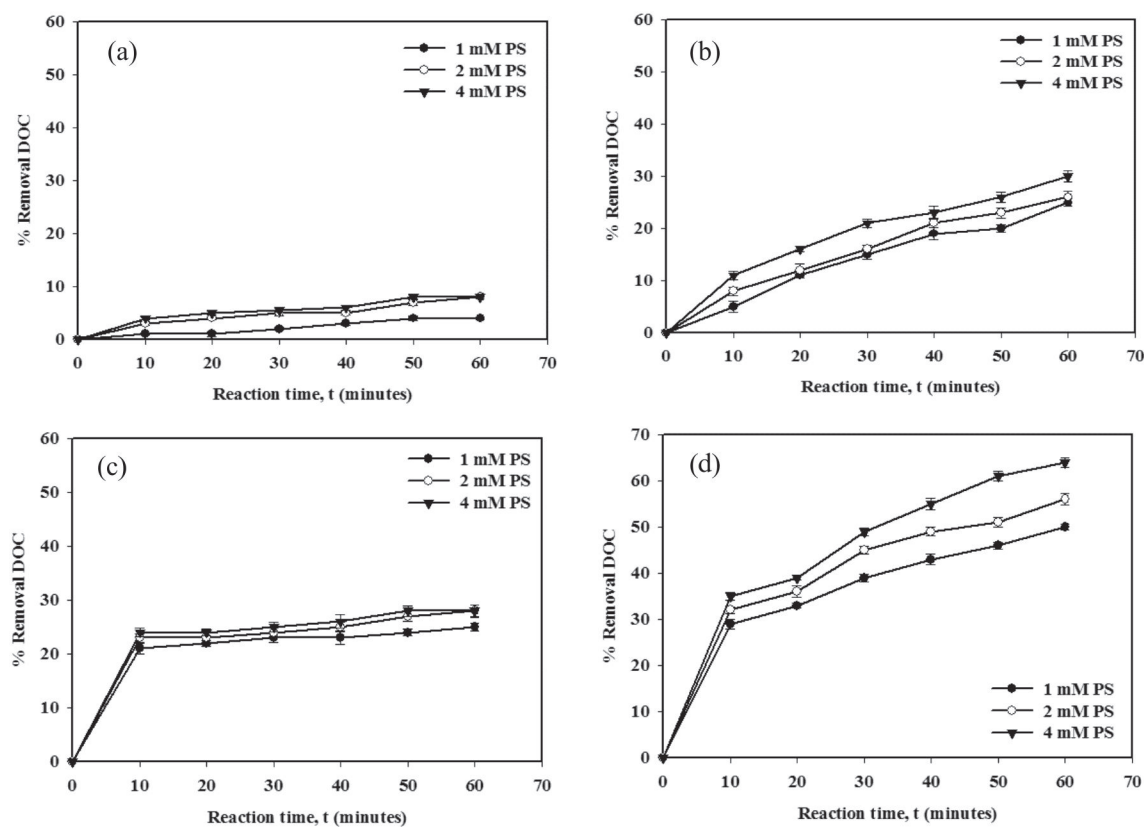 (a)
1 mM PS
2 mM PS
4 mM PS
% Removal DOC
60
50
40
30
20
10
0
0 10 20 30 40 50 60 70
Reaction time, t (minutes)
(b)
1 mM PS
2 mM PS
4 mM PS
% Removal DOC
60
50
40
30
20
10
0
0 10 20 30 40 50 60 70
Reaction time, t (minutes)
(c)
1 mM PS
2 mM PS
4 mM PS
% Removal DOC
60
50
40
30
20
10
0
0 10 20 30 40 50 60 70
Reaction time, t (minutes)
(d)
% Removal DOC
70
60
50
40
30
20
10
0
1 mM PS
2 mM PS
4 mM PS
0 10 20 30 40 50 60 70
Reaction time, t (minutes)